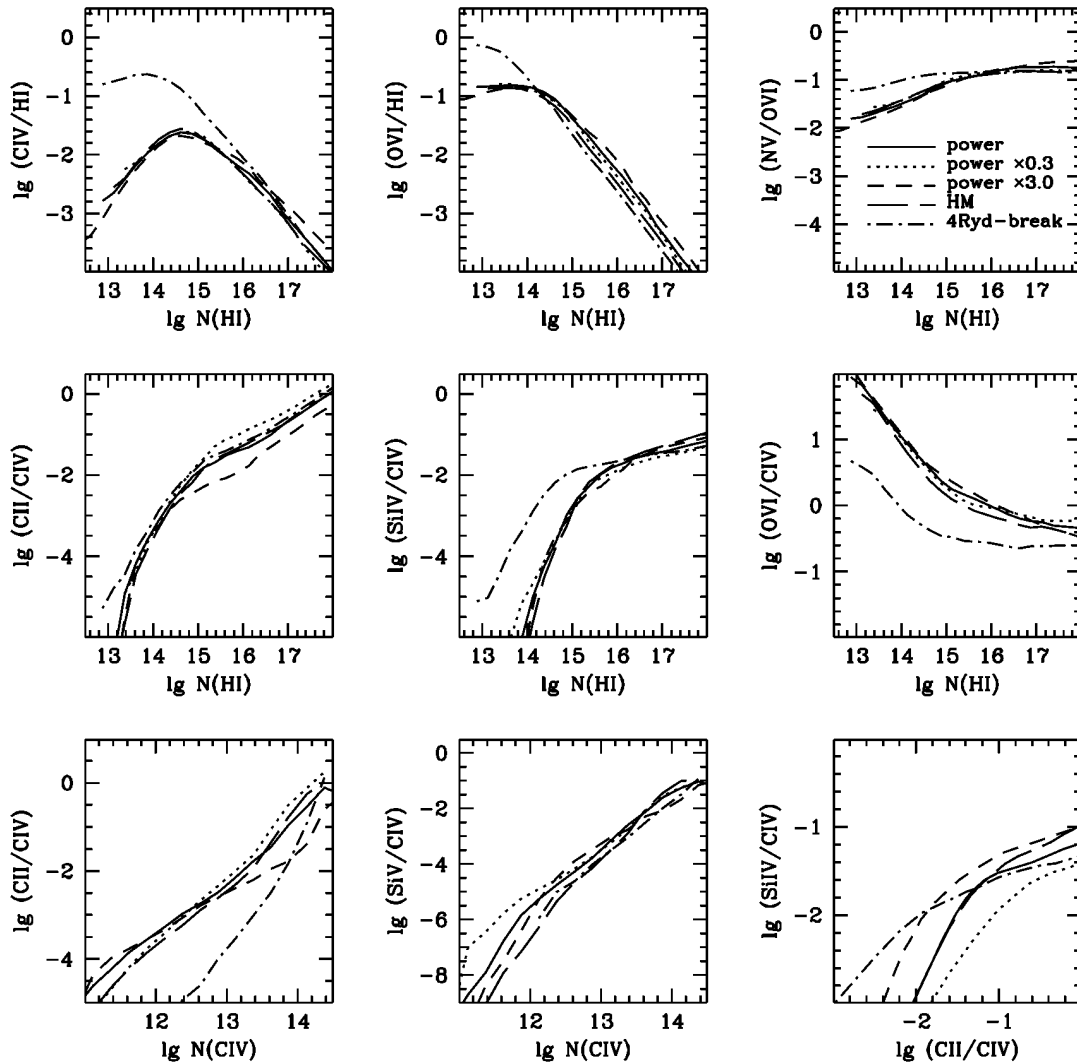 lg (CIV/HI)
0
-1
-2
-3
13 14 15 16 17
lg N(HI)
lg (OVI/HI)
0
-1
-2
-3
13 14 15 16 17
lg N(HI)
lg (NV/OVI)
0
-1
-2
-4
power
power ×0.3
power ×3.0
HM
4Ryd-break
13 14 15 16 17
lg N(HI)
lg (CII/CIV)
0
-2
-4
13 14 15 16 17
lg N(HI)
lg (SiIV/CIV)
0
-2
-4
13 14 15 16 17
lg N(HI)
lg (OVI/CIV)
1
0
-1
13 14 15 16 17
lg N(HI)
lg (CII/CIV)
0
-2
-4
12 13 14
lg N(CIV)
lg (SiV/CIV)
0
-2
-4
-6
-8
12 13 14
lg N(CIV)
lg (SiIV/CIV)
-1
-2
-2 -1
lg (CII/CIV)